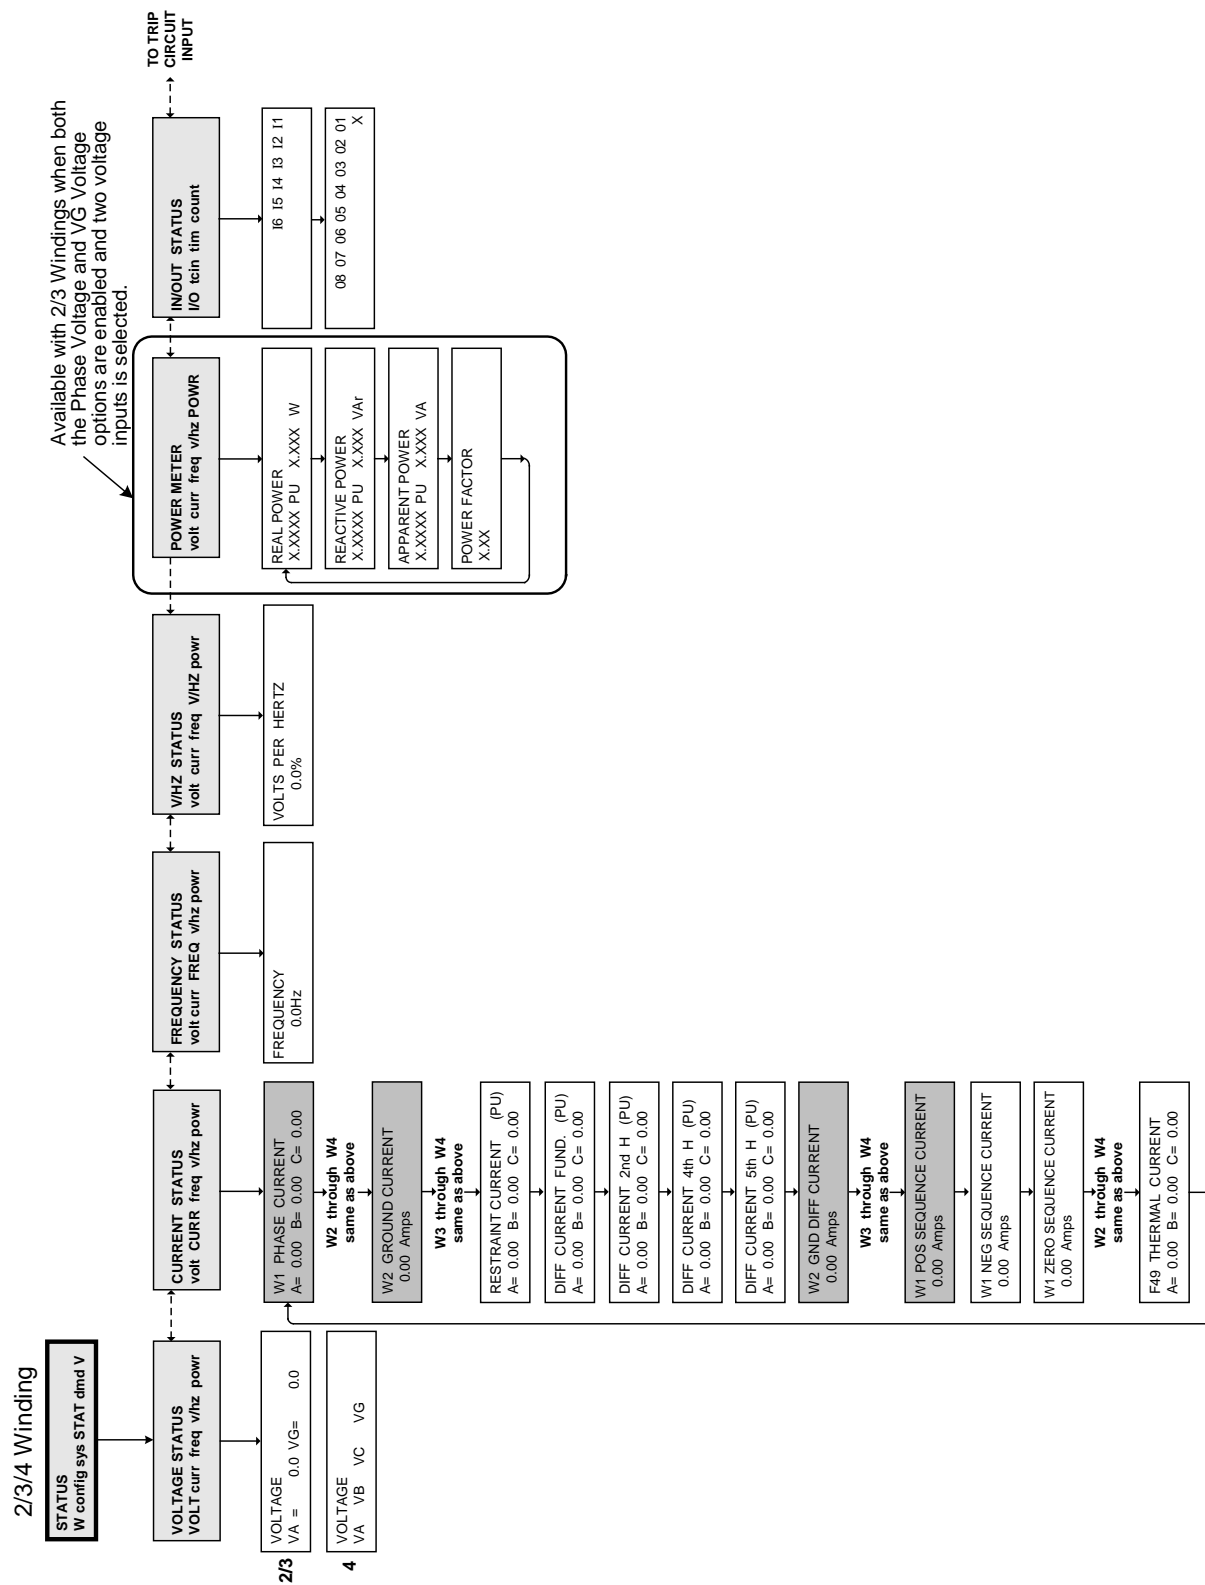 2/3/4 Winding
STATUS
W config sys STAT dmd V
VOLTAGE STATUS
VOLT curr freq v/hz powr
2/3
VOLTAGE
VA = 0.0 VG= 0.0
4
VOLTAGE
VA VB VC VG
CURRENT STATUS
volt CURR freq v/hz powr
W1 PHASE CURRENT
A= 0.00 B= 0.00 C= 0.00
W2 through W4
same as above
W2 GROUND CURRENT
0.00 Amps
W3 through W4
same as above
RESTRAINT CURRENT (PU)
A= 0.00 B= 0.00 C= 0.00
DIFF CURRENT FUND. (PU)
A= 0.00 B= 0.00 C= 0.00
DIFF CURRENT 2nd H (PU)
A= 0.00 B= 0.00 C= 0.00
DIFF CURRENT 4th H (PU)
A= 0.00 B= 0.00 C= 0.00
DIFF CURRENT 5th H (PU)
A= 0.00 B= 0.00 C= 0.00
W2 GND DIFF CURRENT
0.00 Amps
W3 through W4
same as above
W1 POS SEQUENCE CURRENT
0.00 Amps
W1 NEG SEQUENCE CURRENT
0.00 Amps
W1 ZERO SEQUENCE CURRENT
0.00 Amps
W2 through W4
same as above
F49 THERMAL CURRENT
A= 0.00 B= 0.00 C= 0.00
FREQUENCY STATUS
volt curr FREQ v/hz powr
FREQUENCY
0.0Hz
V/HZ STATUS
volt curr freq V/HZ powr
VOLTS PER HERTZ
0.0%
Available with 2/3 Windings when both
the Phase Voltage and VG Voltage
options are enabled and two voltage
inputs is selected.
POWER METER
volt curr freq v/hz POWR
REAL POWER
X.XXXX PU X.XXX W
REACTIVE POWER
X.XXXX PU X.XXX VAr
APPARENT POWER
X.XXXX PU X.XXX VA
POWER FACTOR
X.XX
IN/OUT STATUS
I/O tcin tim count
I6 I5 I4 I3 I2 I1
08 07 06 05 04 03 02 01
X
TO TRIP
CIRCUIT
INPUT